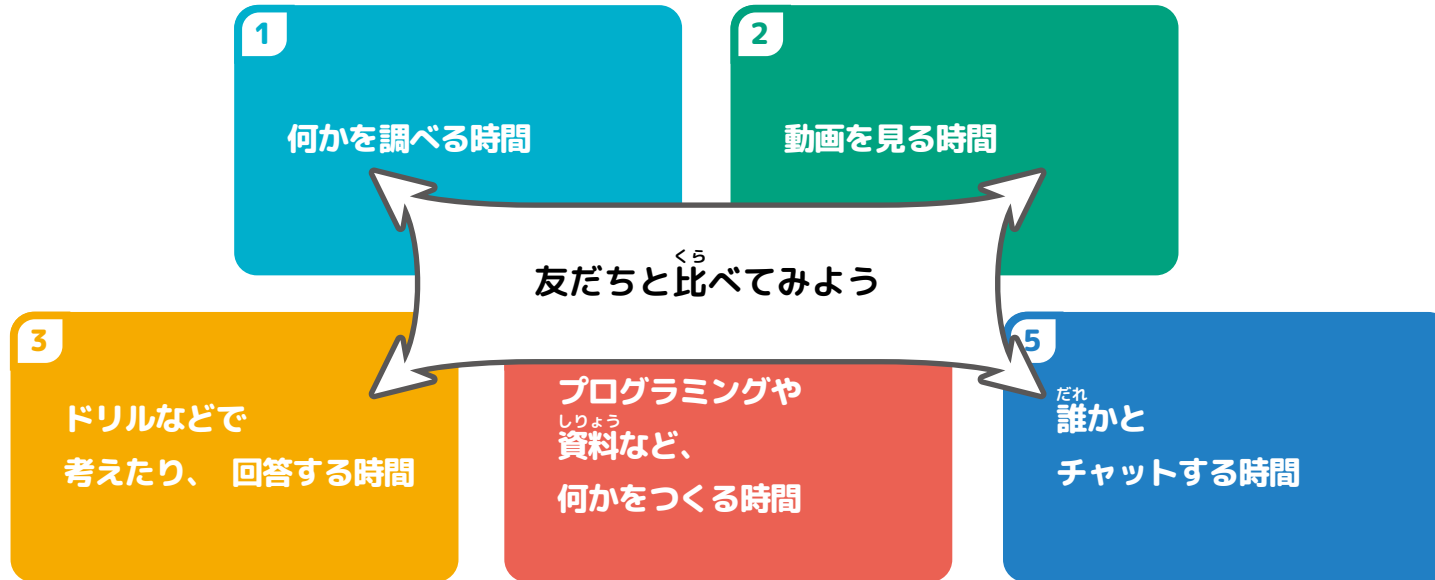 1
何かを調べる時間
2
動画を見る時間
くら
友だちと比べてみよう
3
ドリルなどで
考えたり、 回答する時間
プログラミングや
しりょう
資料など、
何かをつくる時間
5
だれ
誰かと
チャットする時間